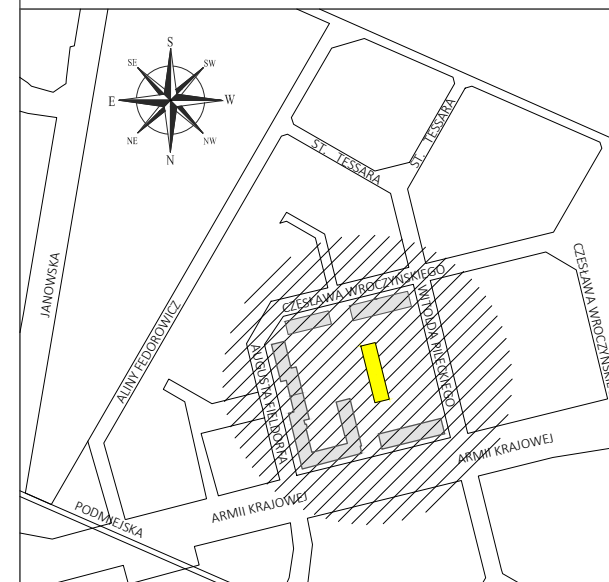 S
SE
SW
E
W
NE
NW
N
ST. TESSARA
ST. TESSARA
JANOWSKA
CZESŁAWA WROCZYŃSKIEGO
CZESŁAWA WROCZYŃSKIE
ALINY FEDOROWICZ
WITOLDA PILECKIEGO
AUGUSTA FIELDORFA
ARMII KRAJOWEJ
ARMII KRAJOWEJ
PODMIEJSKA